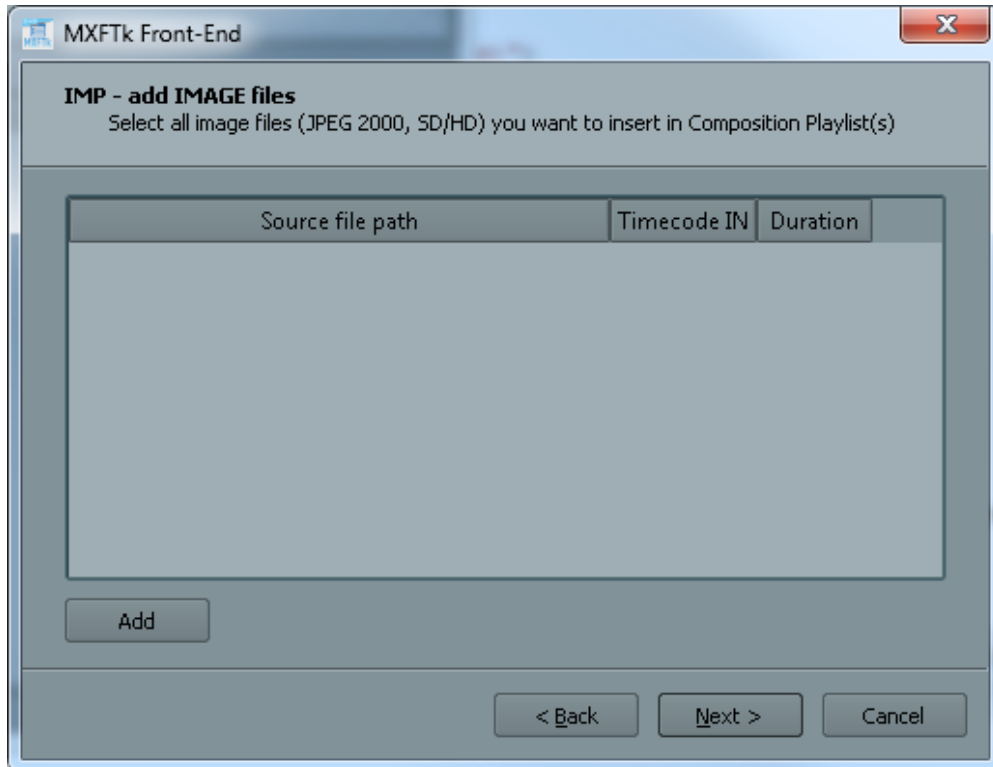 MXFTk Front-End
IMP - add IMAGE files
Select all image files (JPEG 2000, SD/HD) you want to insert in Composition Playlist(s)
Source file path Timecode IN Duration
Add
< Back Next > Cancel